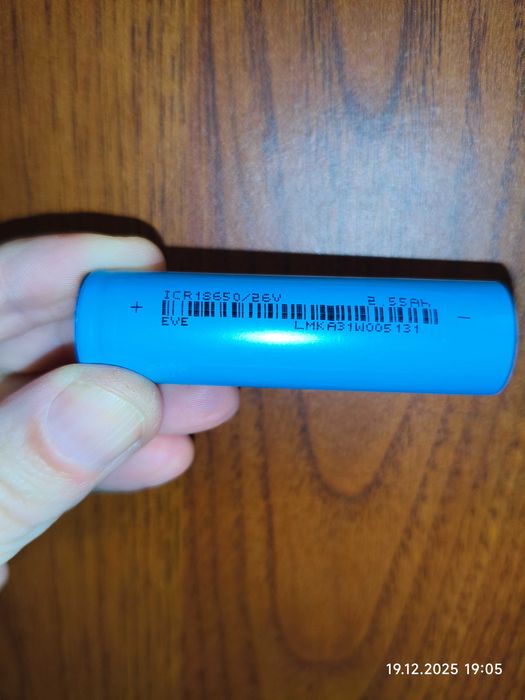 ICR18650/26V 2.55Ah
+ −
EVE LMKA31W005131
19.12.2025 19:05